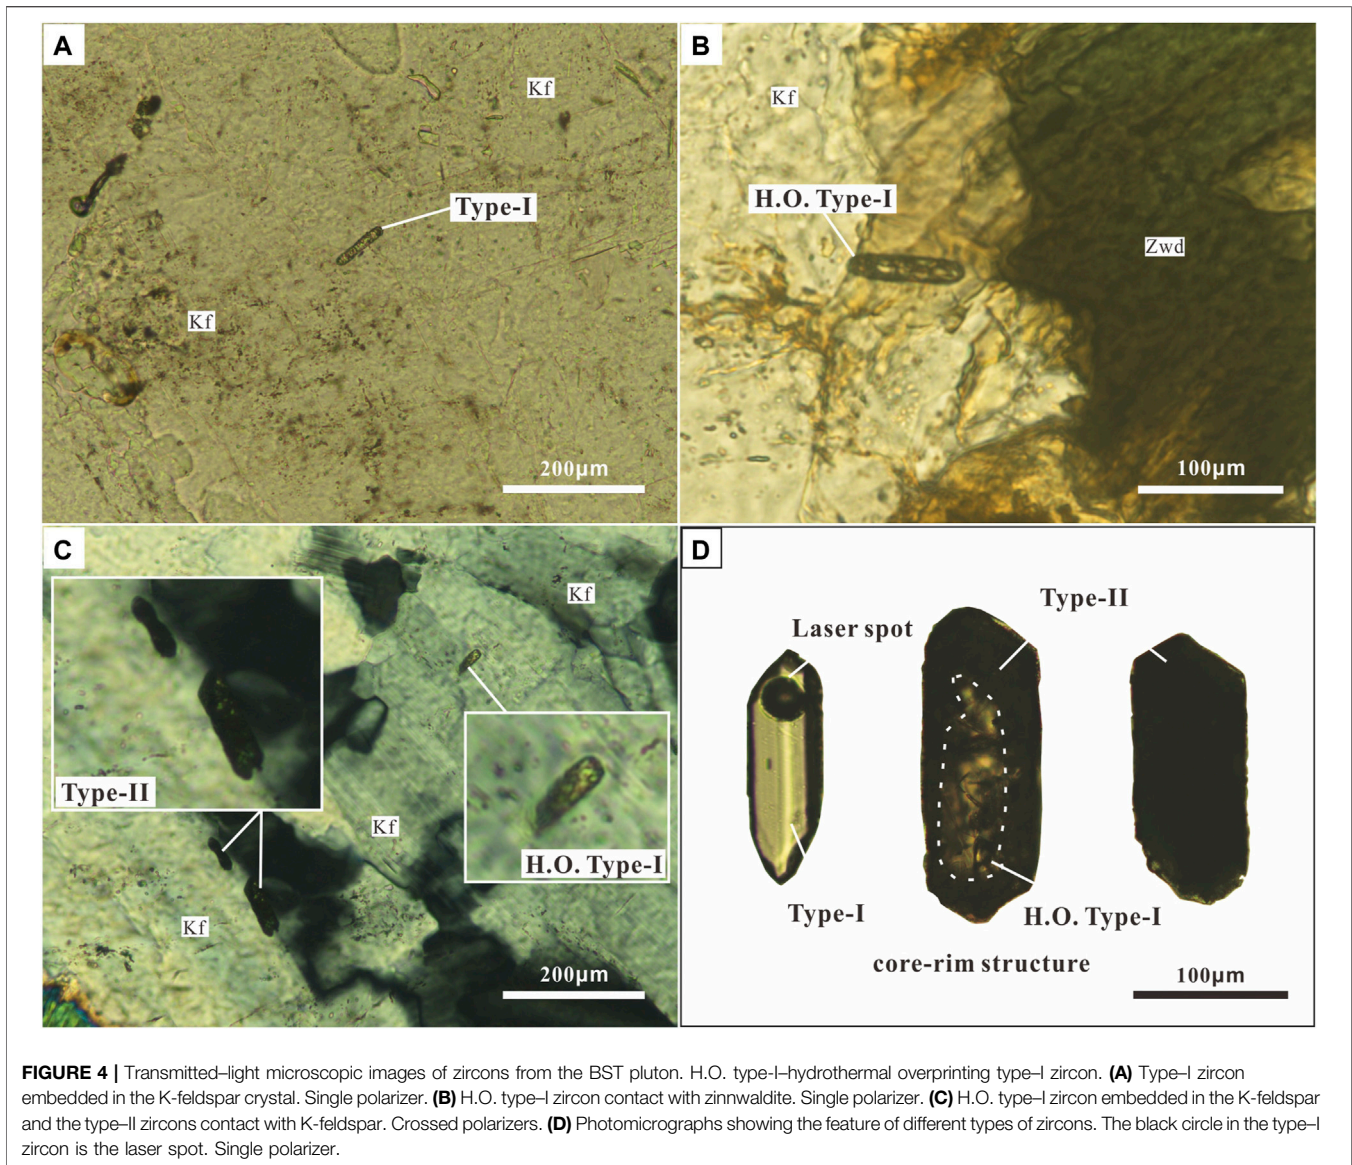 A
Kf
Type-I
Kf
200μm
B
Kf
H.O. Type-I
Zwd
100μm
C
Kf
Type-II
Kf
H.O. Type-I
Kf
200μm
D
Type-II
Laser spot
Type-I
H.O. Type-I
core-rim structure
100μm
FIGURE 4 | Transmitted–light microscopic images of zircons from the BST pluton. H.O. type-I–hydrothermal overprinting type–I zircon. (A) Type–I zircon
embedded in the K-feldspar crystal. Single polarizer. (B) H.O. type–I zircon contact with zinnwaldite. Single polarizer. (C) H.O. type–I zircon embedded in the K-feldspar
and the type–II zircons contact with K-feldspar. Crossed polarizers. (D) Photomicrographs showing the feature of different types of zircons. The black circle in the type–I
zircon is the laser spot. Single polarizer.